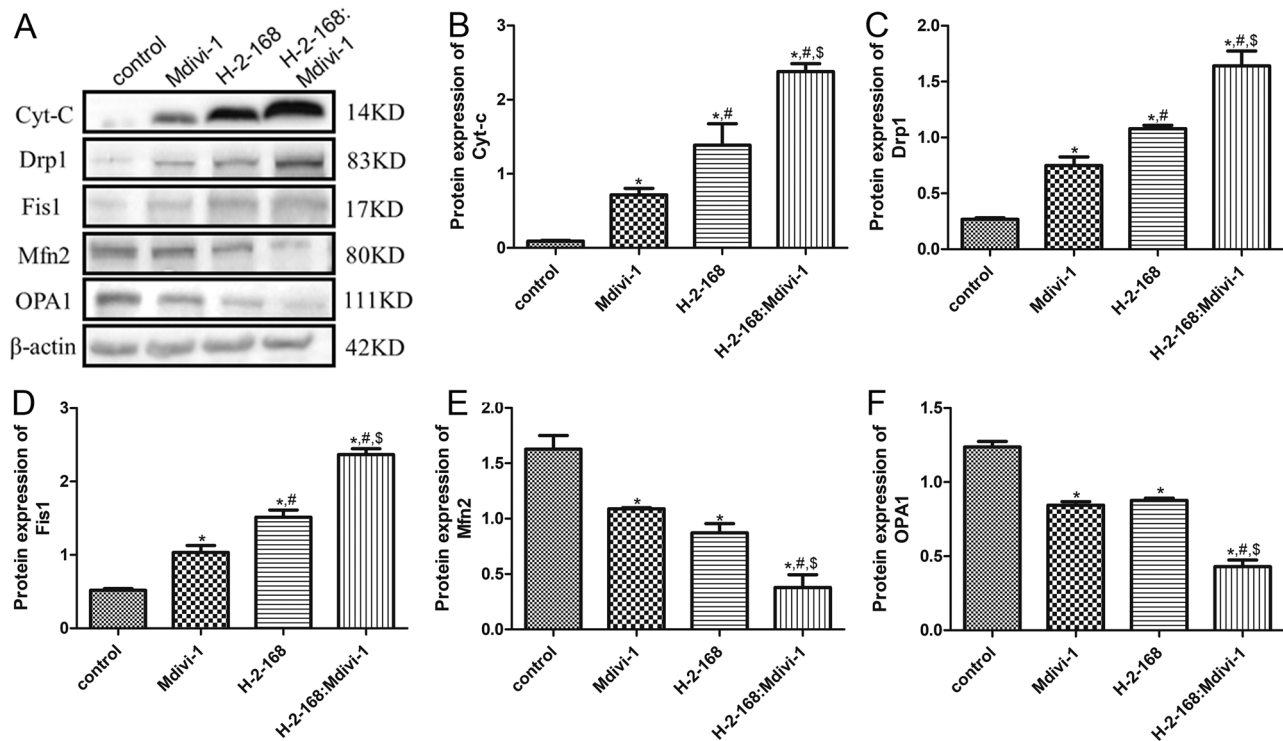 A
control
Mdivi-1
H-2-168
H-2-168:
Mdivi-1
Cyt-C
14KD
Drp1
83KD
Fis1
17KD
Mfn2
80KD
OPA1
111KD
β-actin
42KD
B
Protein expression of
Cyt-c
3
2
1
0
*
*,#
*,#,$
control
Mdivi-1
H-2-168
H-2-168:Mdivi-1
C
Protein expression of
Drp1
2.0
1.5
1.0
0.5
0.0
*
*,#
*,#,$
control
Mdivi-1
H-2-168
H-2-168:Mdivi-1
D
Protein expression of
Fis1
3
2
1
0
*
*,#
*,#,$
control
Mdivi-1
H-2-168
H-2-168:Mdivi-1
E
Protein expression of
Mfn2
2.0
1.5
1.0
0.5
0.0
*
*
*,#,$
control
Mdivi-1
H-2-168
H-2-168:Mdivi-1
F
Protein expression of
OPA1
1.5
1.0
0.5
0.0
*
*
*,#,$
control
Mdivi-1
H-2-168
H-2-168:Mdivi-1